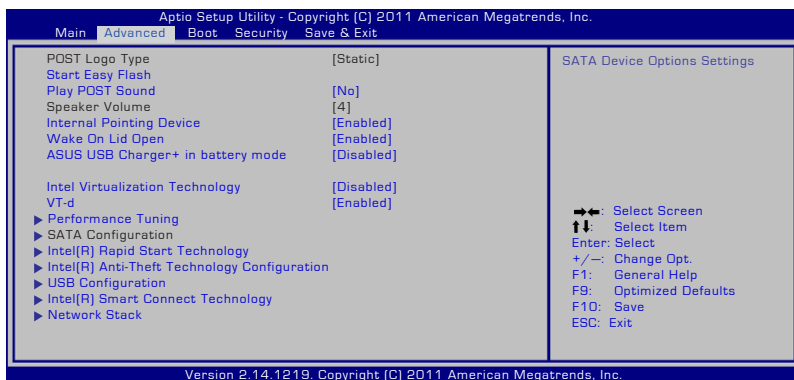 Aptio Setup Utility - Copyright (C) 2011 American Megatrends, Inc.
Main Advanced Boot Security Save & Exit
POST Logo Type [Static]
Start Easy Flash
Play POST Sound [No]
Speaker Volume [4]
Internal Pointing Device [Enabled]
Wake On Lid Open [Enabled]
ASUS USB Charger+ in battery mode [Disabled]
Intel Virtualization Technology [Disabled]
VT-d [Enabled]
Performance Tuning
SATA Configuration
Intel(R) Rapid Start Technology
Intel(R) Anti-Theft Technology Configuration
USB Configuration
Intel(R) Smart Connect Technology
Network Stack
SATA Device Options Settings
→←: Select Screen
↑↓: Select Item
Enter: Select
+/—: Change Opt.
F1: General Help
F9: Optimized Defaults
F10: Save
ESC: Exit
Version 2.14.1219. Copyright (C) 2011 American Megatrends, Inc.